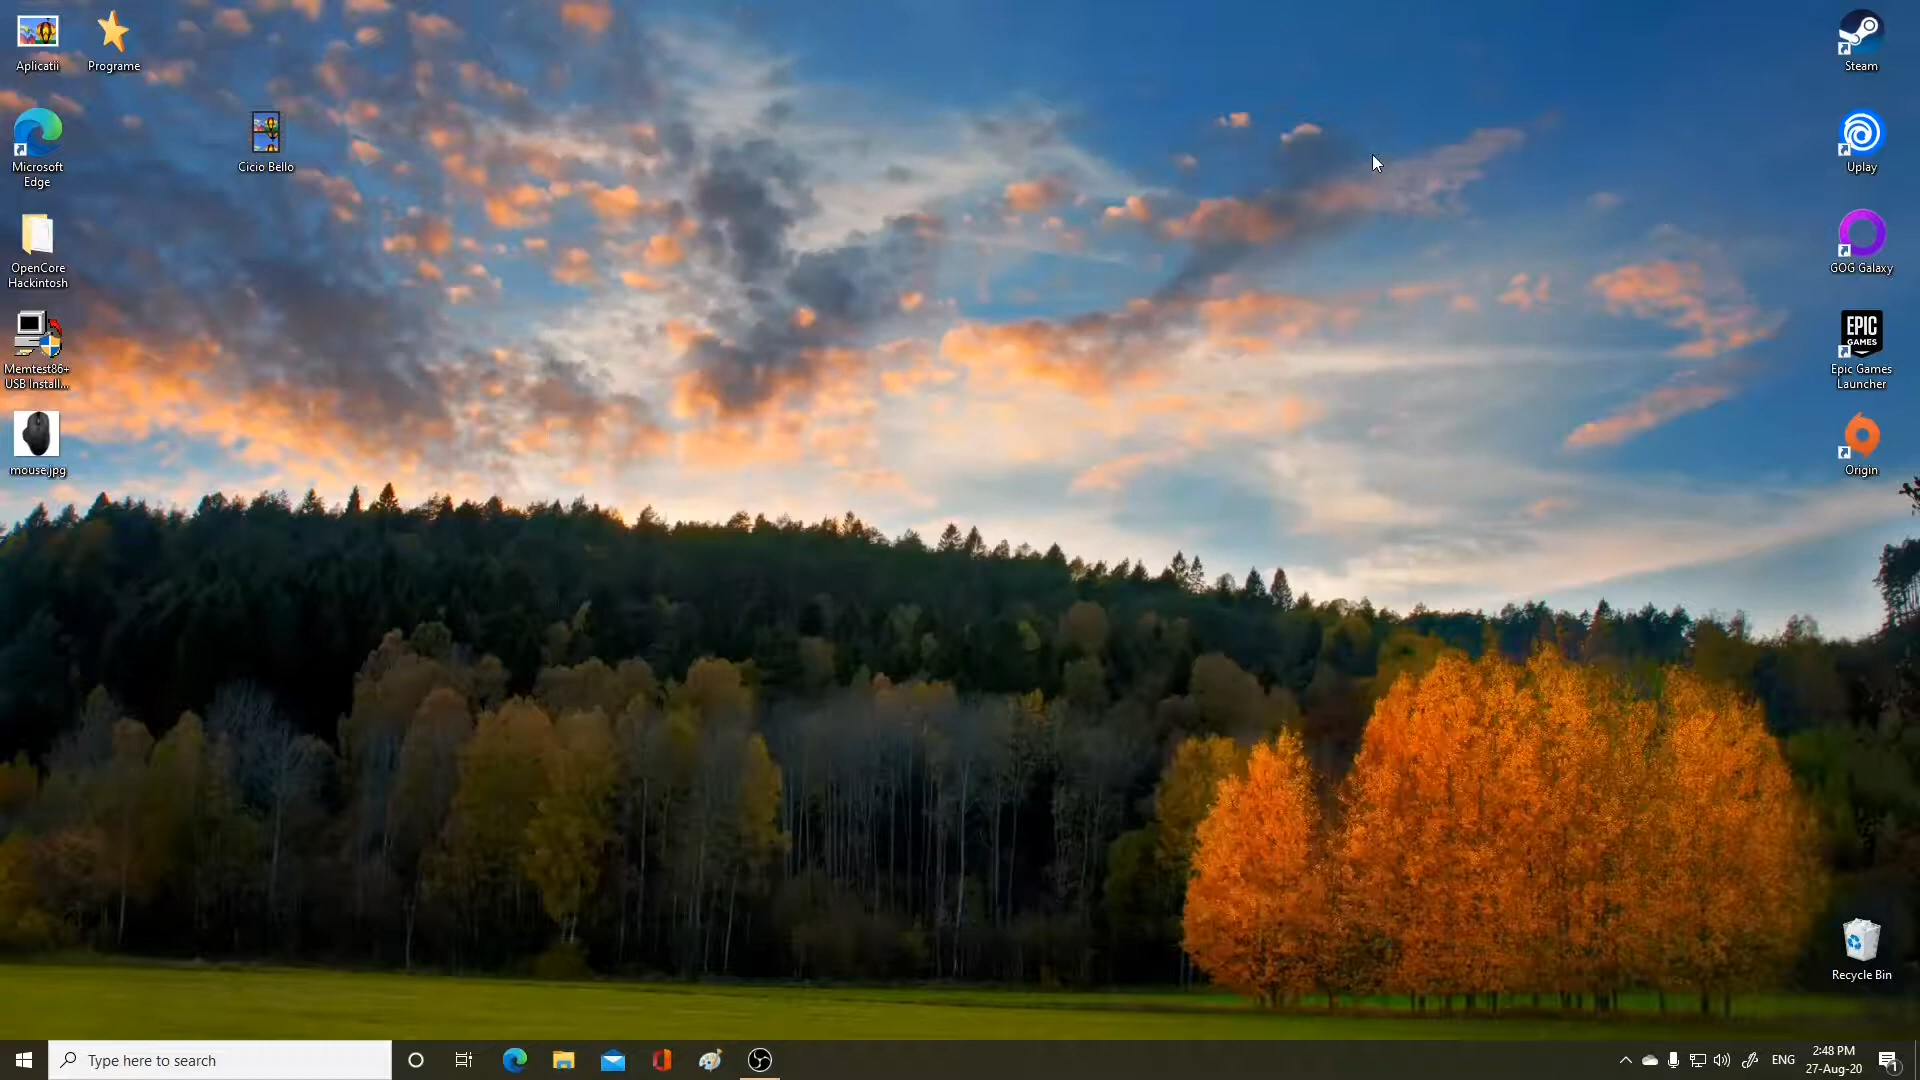 Aplicatii
Programe
Microsoft
Edge
Cicio Bello
OpenCore
Hackintosh
Memtest86+
USB Install...
mouse.jpg
Steam
Uplay
GOG Galaxy
EPIC
GAMES
Epic Games
Launcher
Origin
Recycle Bin
Type here to search
ENG
2:48 PM
27-Aug-20
1